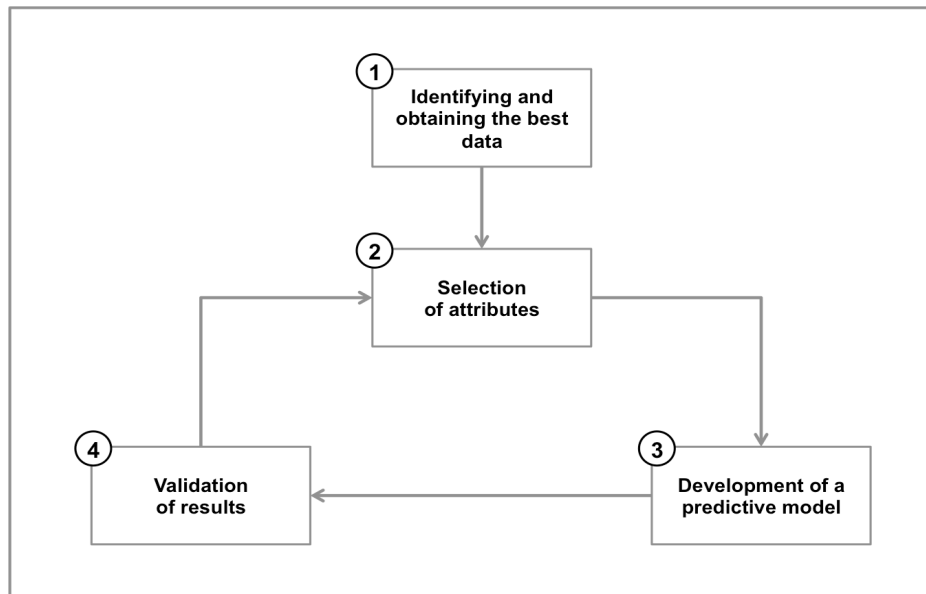 1
Identifying and
obtaining the best
data
2
Selection
of attributes
3
Development of a
predictive model
4
Validation
of results